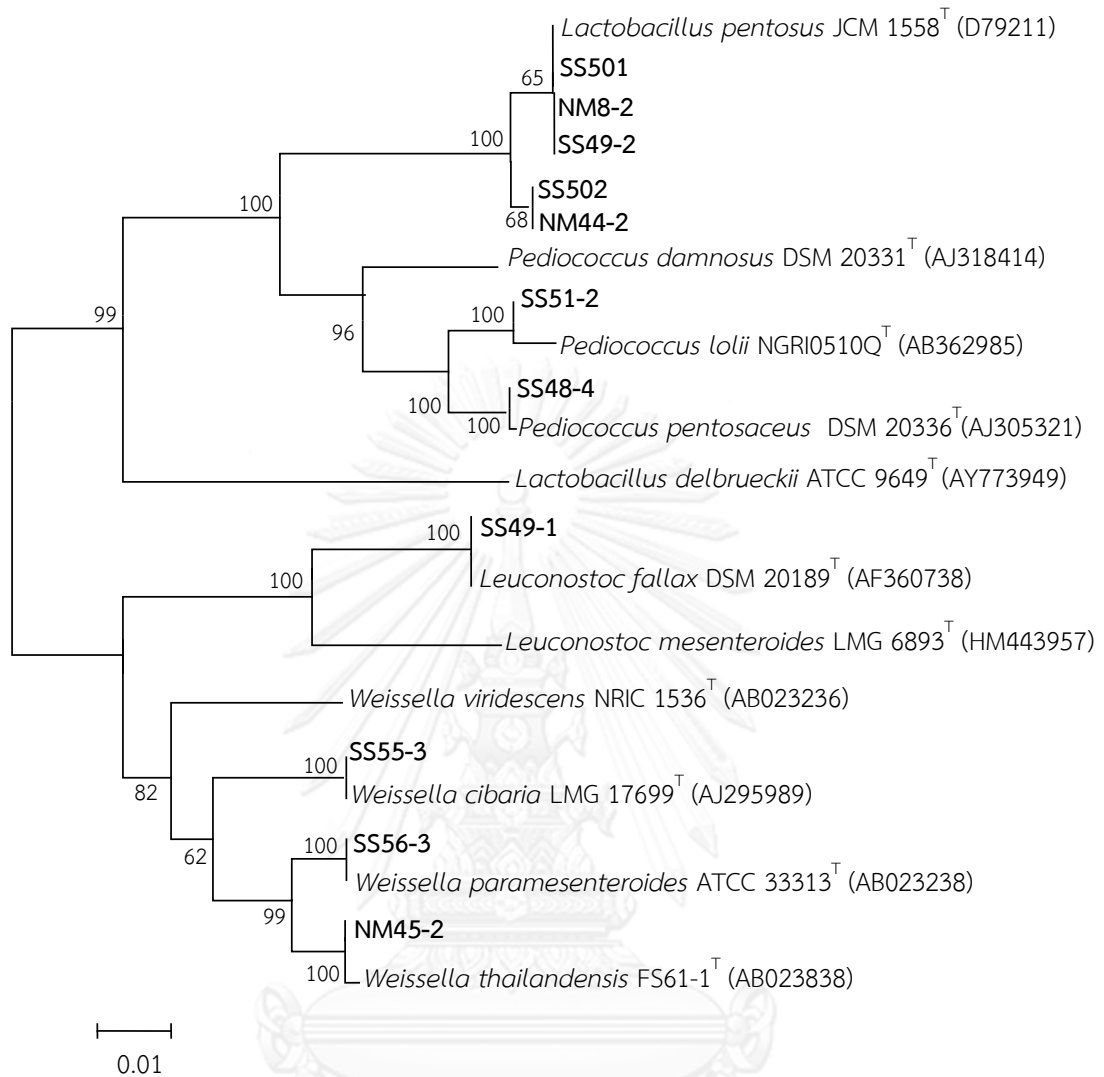 Lactobacillus pentosus JCM 1558T (D79211)
SS501
65
NM8-2
SS49-2
100
SS502
68
NM44-2
100
Pediococcus damnosus DSM 20331T (AJ318414)
SS51-2
100
99
96
Pediococcus lolii NGRI0510QT (AB362985)
SS48-4
100
100
Pediococcus pentosaceus DSM 20336T(AJ305321)
Lactobacillus delbrueckii ATCC 9649T (AY773949)
SS49-1
100
Leuconostoc fallax DSM 20189T (AF360738)
100
Leuconostoc mesenteroides LMG 6893T (HM443957)
Weissella viridescens NRIC 1536T (AB023236)
SS55-3
100
82
Weissella cibaria LMG 17699T (AJ295989)
SS56-3
100
62
Weissella paramesenteroides ATCC 33313T (AB023238)
99
NM45-2
100
Weissella thailandensis FS61-1T (AB023838)
0.01